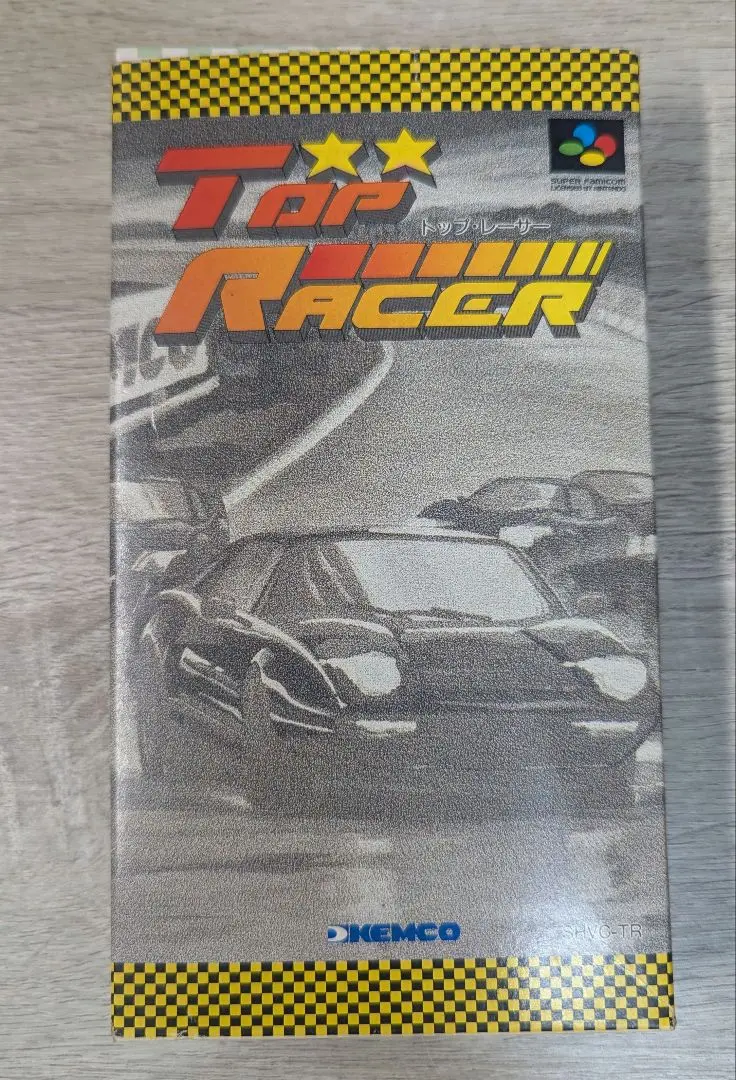 TOP
SUPER FAMICOM
LICENSED BY NINTENDO
トップ・レーサー
RACER
KEMCO
SHVC-TR